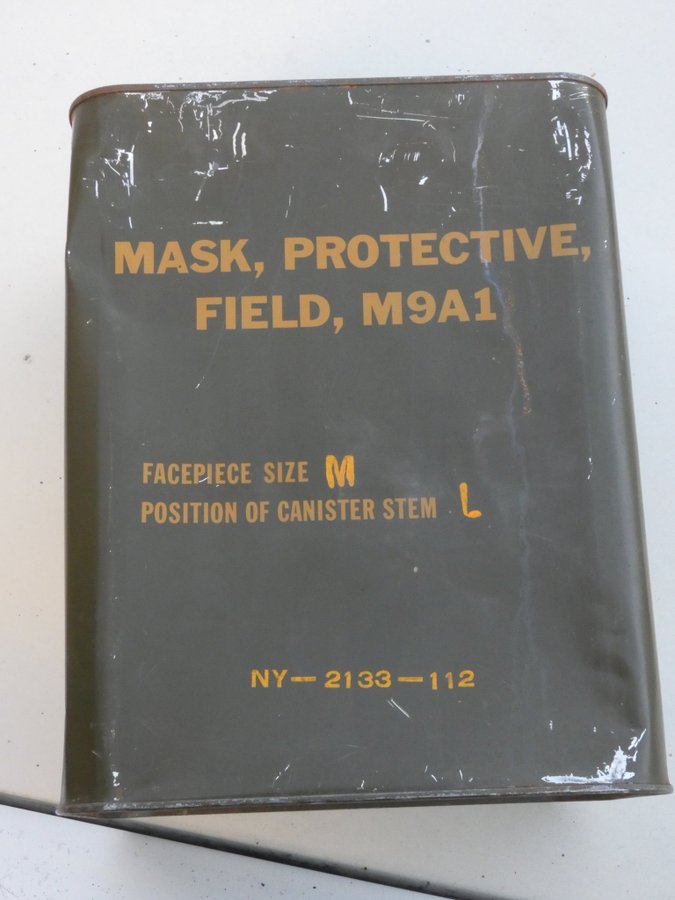 MASK, PROTECTIVE,
FIELD, M9A1
FACEPIECE SIZE M
POSITION OF CANISTER STEM L
NY-2133-112